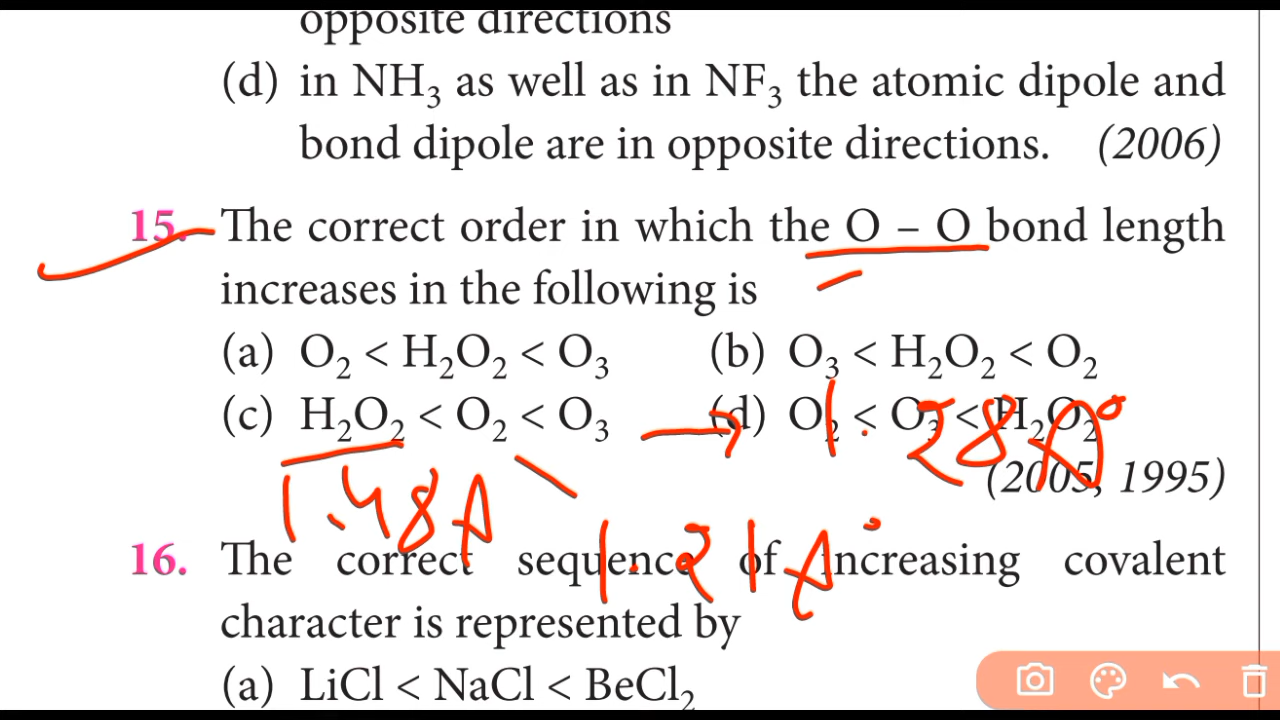 opposite directions
(d) in NH₃ as well as in NF₃ the atomic dipole and
bond dipole are in opposite directions. (2006)
15. The correct order in which the O – O bond length
increases in the following is
(a) O₂ < H₂O₂ < O₃ (b) O₃ < H₂O₂ < O₂
(c) H₂O₂ < O₂ < O₃ (d) O₂ < O₃ < H₂O₂
1.28A°
(2005, 1995)
1.48A
1.21A°
16. The correct sequence of increasing covalent
character is represented by
(a) LiCl < NaCl < BeCl₂